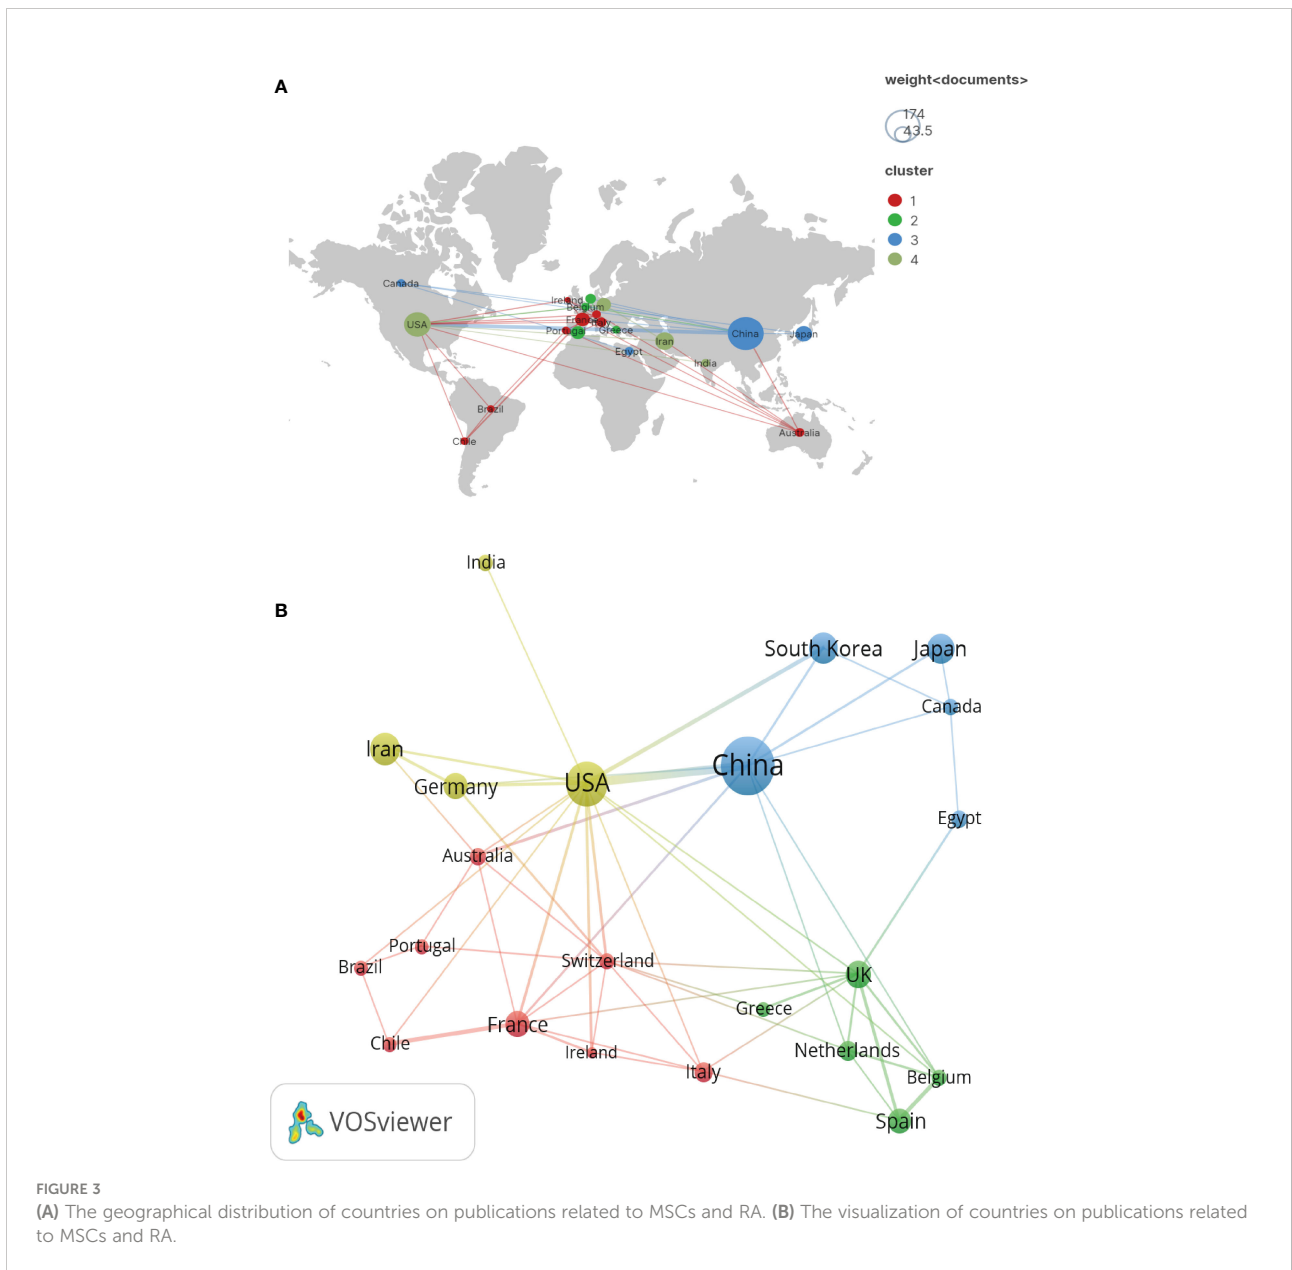 A
weight<documents>
174
43.5
cluster
1
2
3
4
Canada
Ireland
Belgium
USA
France
Italy
Portugal
Greece
China
Japan
Iran
Egypt
India
Brazil
Chile
Australia
India
B
South Korea
Japan
Canada
Iran
China
Germany
USA
Egypt
Australia
Portugal
Switzerland
Brazil
UK
Greece
France
Chile
Ireland
Netherlands
Italy
Belgium
Spain
VOSviewer
FIGURE 3
(A) The geographical distribution of countries on publications related to MSCs and RA. (B) The visualization of countries on publications related
to MSCs and RA.